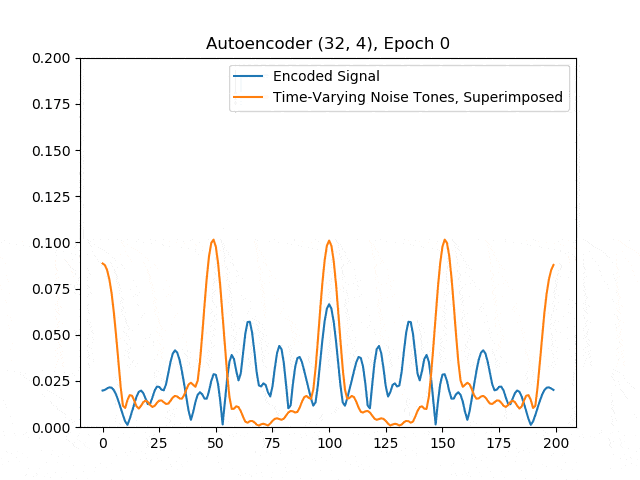 Autoencoder (32, 4), Epoch 0
Encoded Signal
Time-Varying Noise Tones, Superimposed
0.200
0.175
0.150
0.125
0.100
0.075
0.050
0.025
0.000
0 25 50 75 100 125 150 175 200